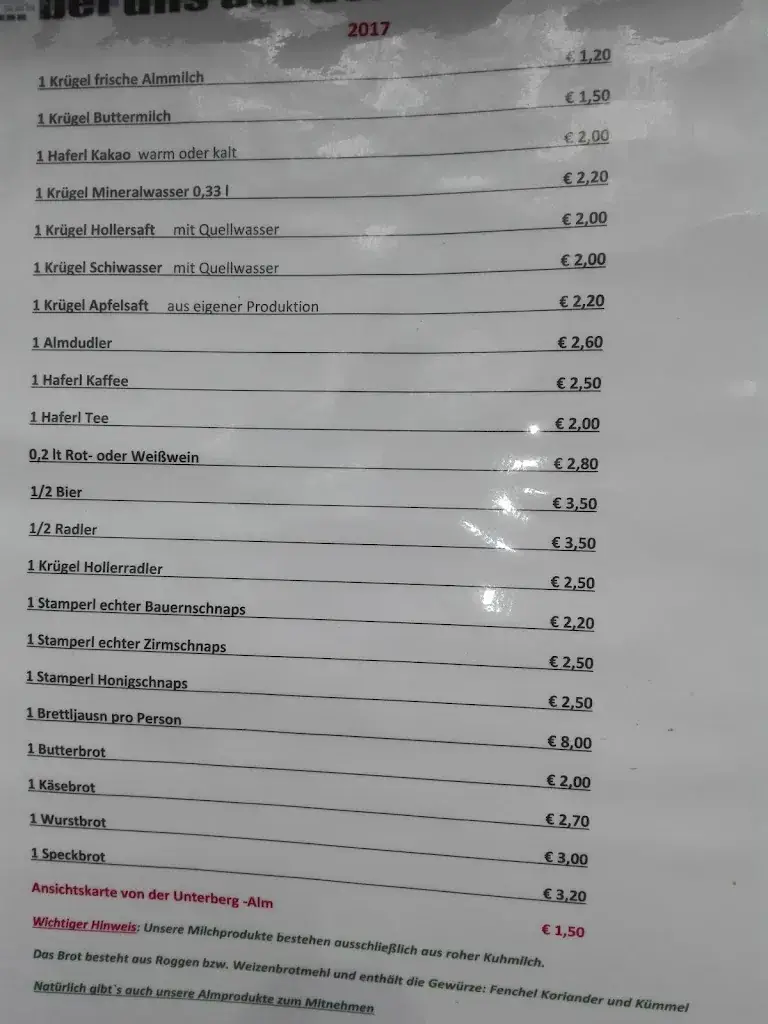 2017
1 Krügel frische Almmilch € 1,20
1 Krügel Buttermilch € 1,50
1 Haferl Kakao warm oder kalt € 2,00
1 Krügel Mineralwasser 0,33 l € 2,20
1 Krügel Hollersaft mit Quellwasser € 2,00
1 Krügel Schiwasser mit Quellwasser € 2,00
1 Krügel Apfelsaft aus eigener Produktion € 2,20
1 Almdudler € 2,60
1 Haferl Kaffee € 2,50
1 Haferl Tee € 2,00
0,2 lt Rot- oder Weißwein € 2,80
1/2 Bier € 3,50
1/2 Radler € 3,50
1 Krügel Hollerradler € 2,50
1 Stamperl echter Bauernschnaps € 2,20
1 Stamperl echter Zirmschnaps € 2,50
1 Stamperl Honigschnaps € 2,50
1 Brettljausn pro Person € 8,00
1 Butterbrot € 2,00
1 Käsebrot € 2,70
1 Wurstbrot € 3,00
1 Speckbrot € 3,20
Ansichtskarte von der Unterberg -Alm € 1,50
Wichtiger Hinweis: Unsere Milchprodukte bestehen ausschließlich aus roher Kuhmilch.
Das Brot besteht aus Roggen bzw. Weizenbrotmehl und enthält die Gewürze: Fenchel Koriander und Kümmel
Natürlich gibt`s auch unsere Almprodukte zum Mitnehmen